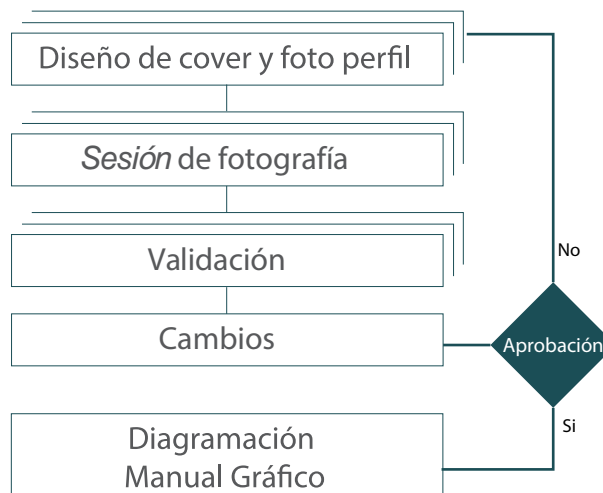 Diseño de cover y foto perfil
Sesión de fotografía
Validación
No
Cambios
Aprobación
Si
Diagramación
Manual Gráfico